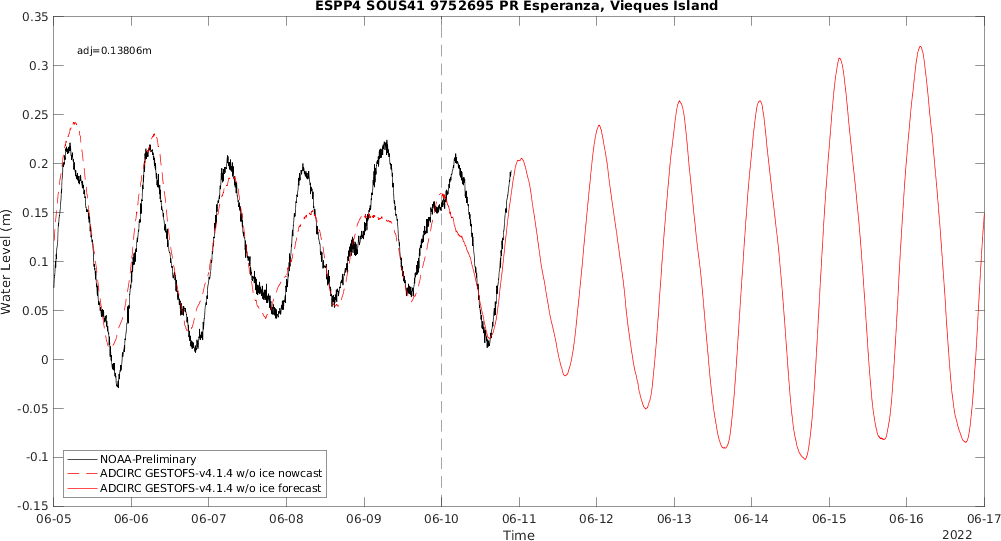 ESPP4 SOUS41 9752695 PR Esperanza, Vieques Island
0.35
adj=0.13806m
0.3
0.25
0.2
0.15
0.1
0.05
0
-0.05
-0.1
-0.15
Water Level (m)
NOAA-Preliminary
ADCIRC GESTOFS-v4.1.4 w/o ice nowcast
ADCIRC GESTOFS-v4.1.4 w/o ice forecast
06-05 06-06 06-07 06-08 06-09 06-10 06-11 06-12 06-13 06-14 06-15 06-16 06-17
Time
2022